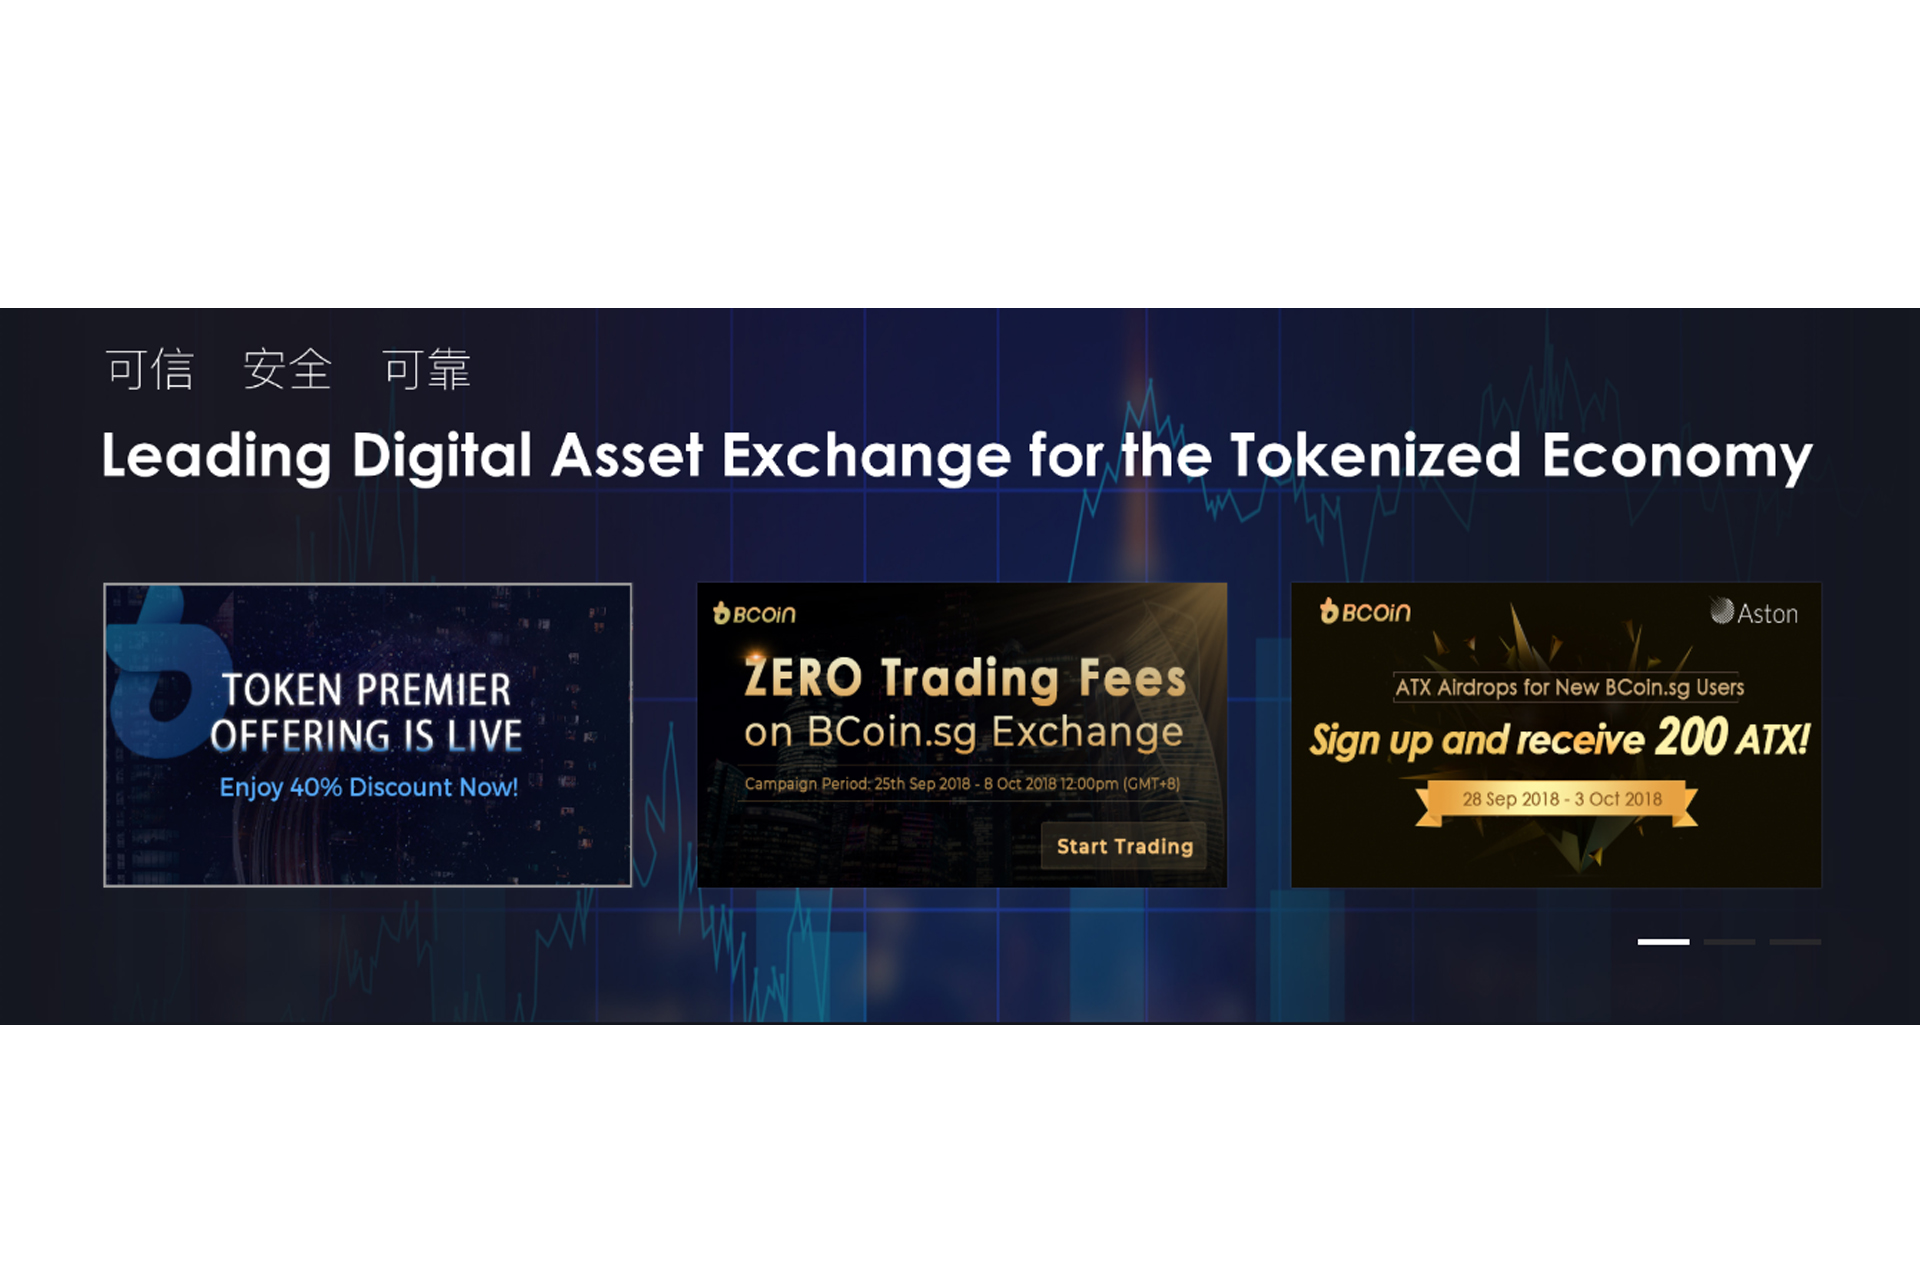 可信 安全 可靠
Leading Digital Asset Exchange for the Tokenized Economy
TOKEN PREMIER
OFFERING IS LIVE
Enjoy 40% Discount Now!
BCOIN
ZERO Trading Fees
on BCoin.sg Exchange
Campaign Period: 25th Sep 2018 - 8 Oct 2018 12:00pm (GMT+8)
Start Trading
BCOIN
Aston
ATX Airdrops for New BCoin.sg Users
Sign up and receive 200 ATX!
28 Sep 2018 - 3 Oct 2018